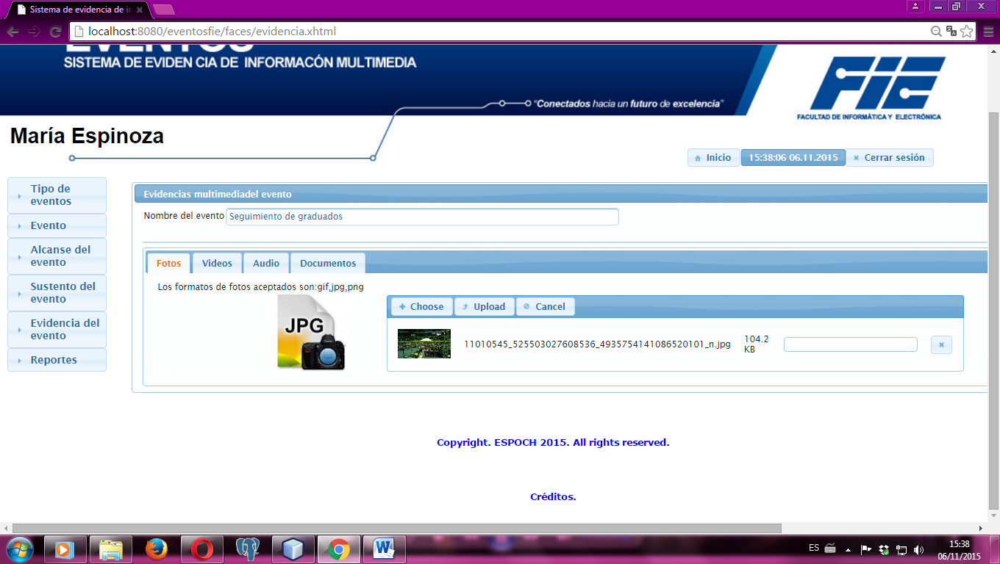 Sistema de evidencia de i
localhost:8080/eventosfie/faces/evidencia.xhtml
EVENTOS
SISTEMA DE EVIDEN CIA DE INFORMACÓN MULTIMEDIA
"Conectados hacia un futuro de excelencia"
FIE
FACULTAD DE INFORMÁTICA Y ELECTRÓNICA
María Espinoza
Inicio
15:38:06 06.11.2015
Cerrar sesión
Tipo de
eventos
Evento
Alcanse del
evento
Sustento del
evento
Evidencia del
evento
Reportes
Evidencias multimediadel evento
Nombre del evento Seguimiento de graduados
Fotos Videos Audio Documentos
Los formatos de fotos aceptados son:gif,jpg,png
JPG
Choose Upload Cancel
11010545_525503027608536_4935754141086520101_n.jpg
104.2
KB
Copyright. ESPOCH 2015. All rights reserved.
Créditos.
ES
15:38
06/11/2015